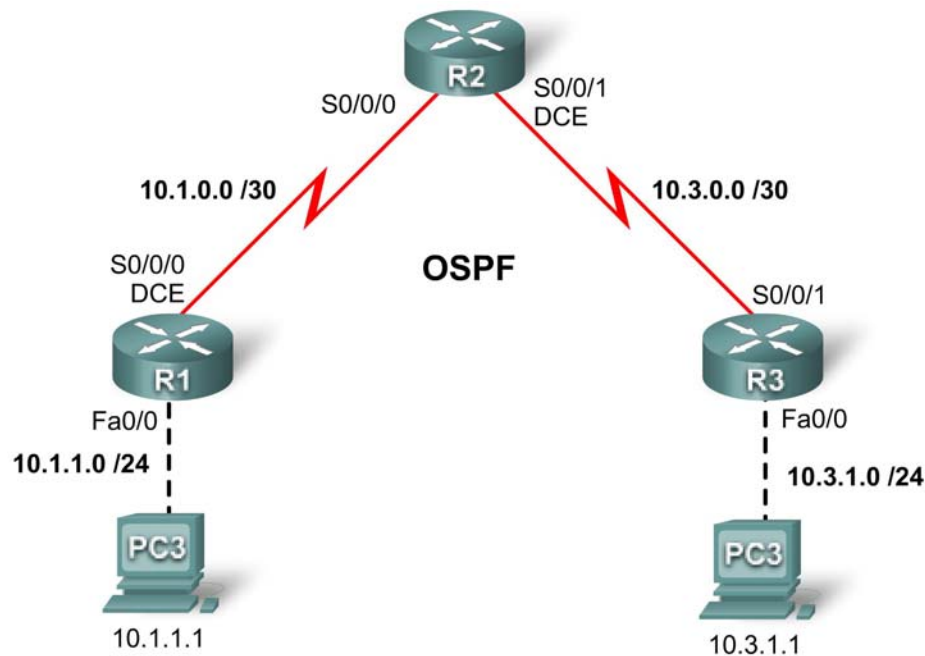 R2
S0/0/0
S0/0/1
DCE
10.1.0.0 /30
10.3.0.0 /30
OSPF
S0/0/0
DCE
S0/0/1
R1
R3
Fa0/0
Fa0/0
10.1.1.0 /24
10.3.1.0 /24
PC3
PC3
10.1.1.1
10.3.1.1